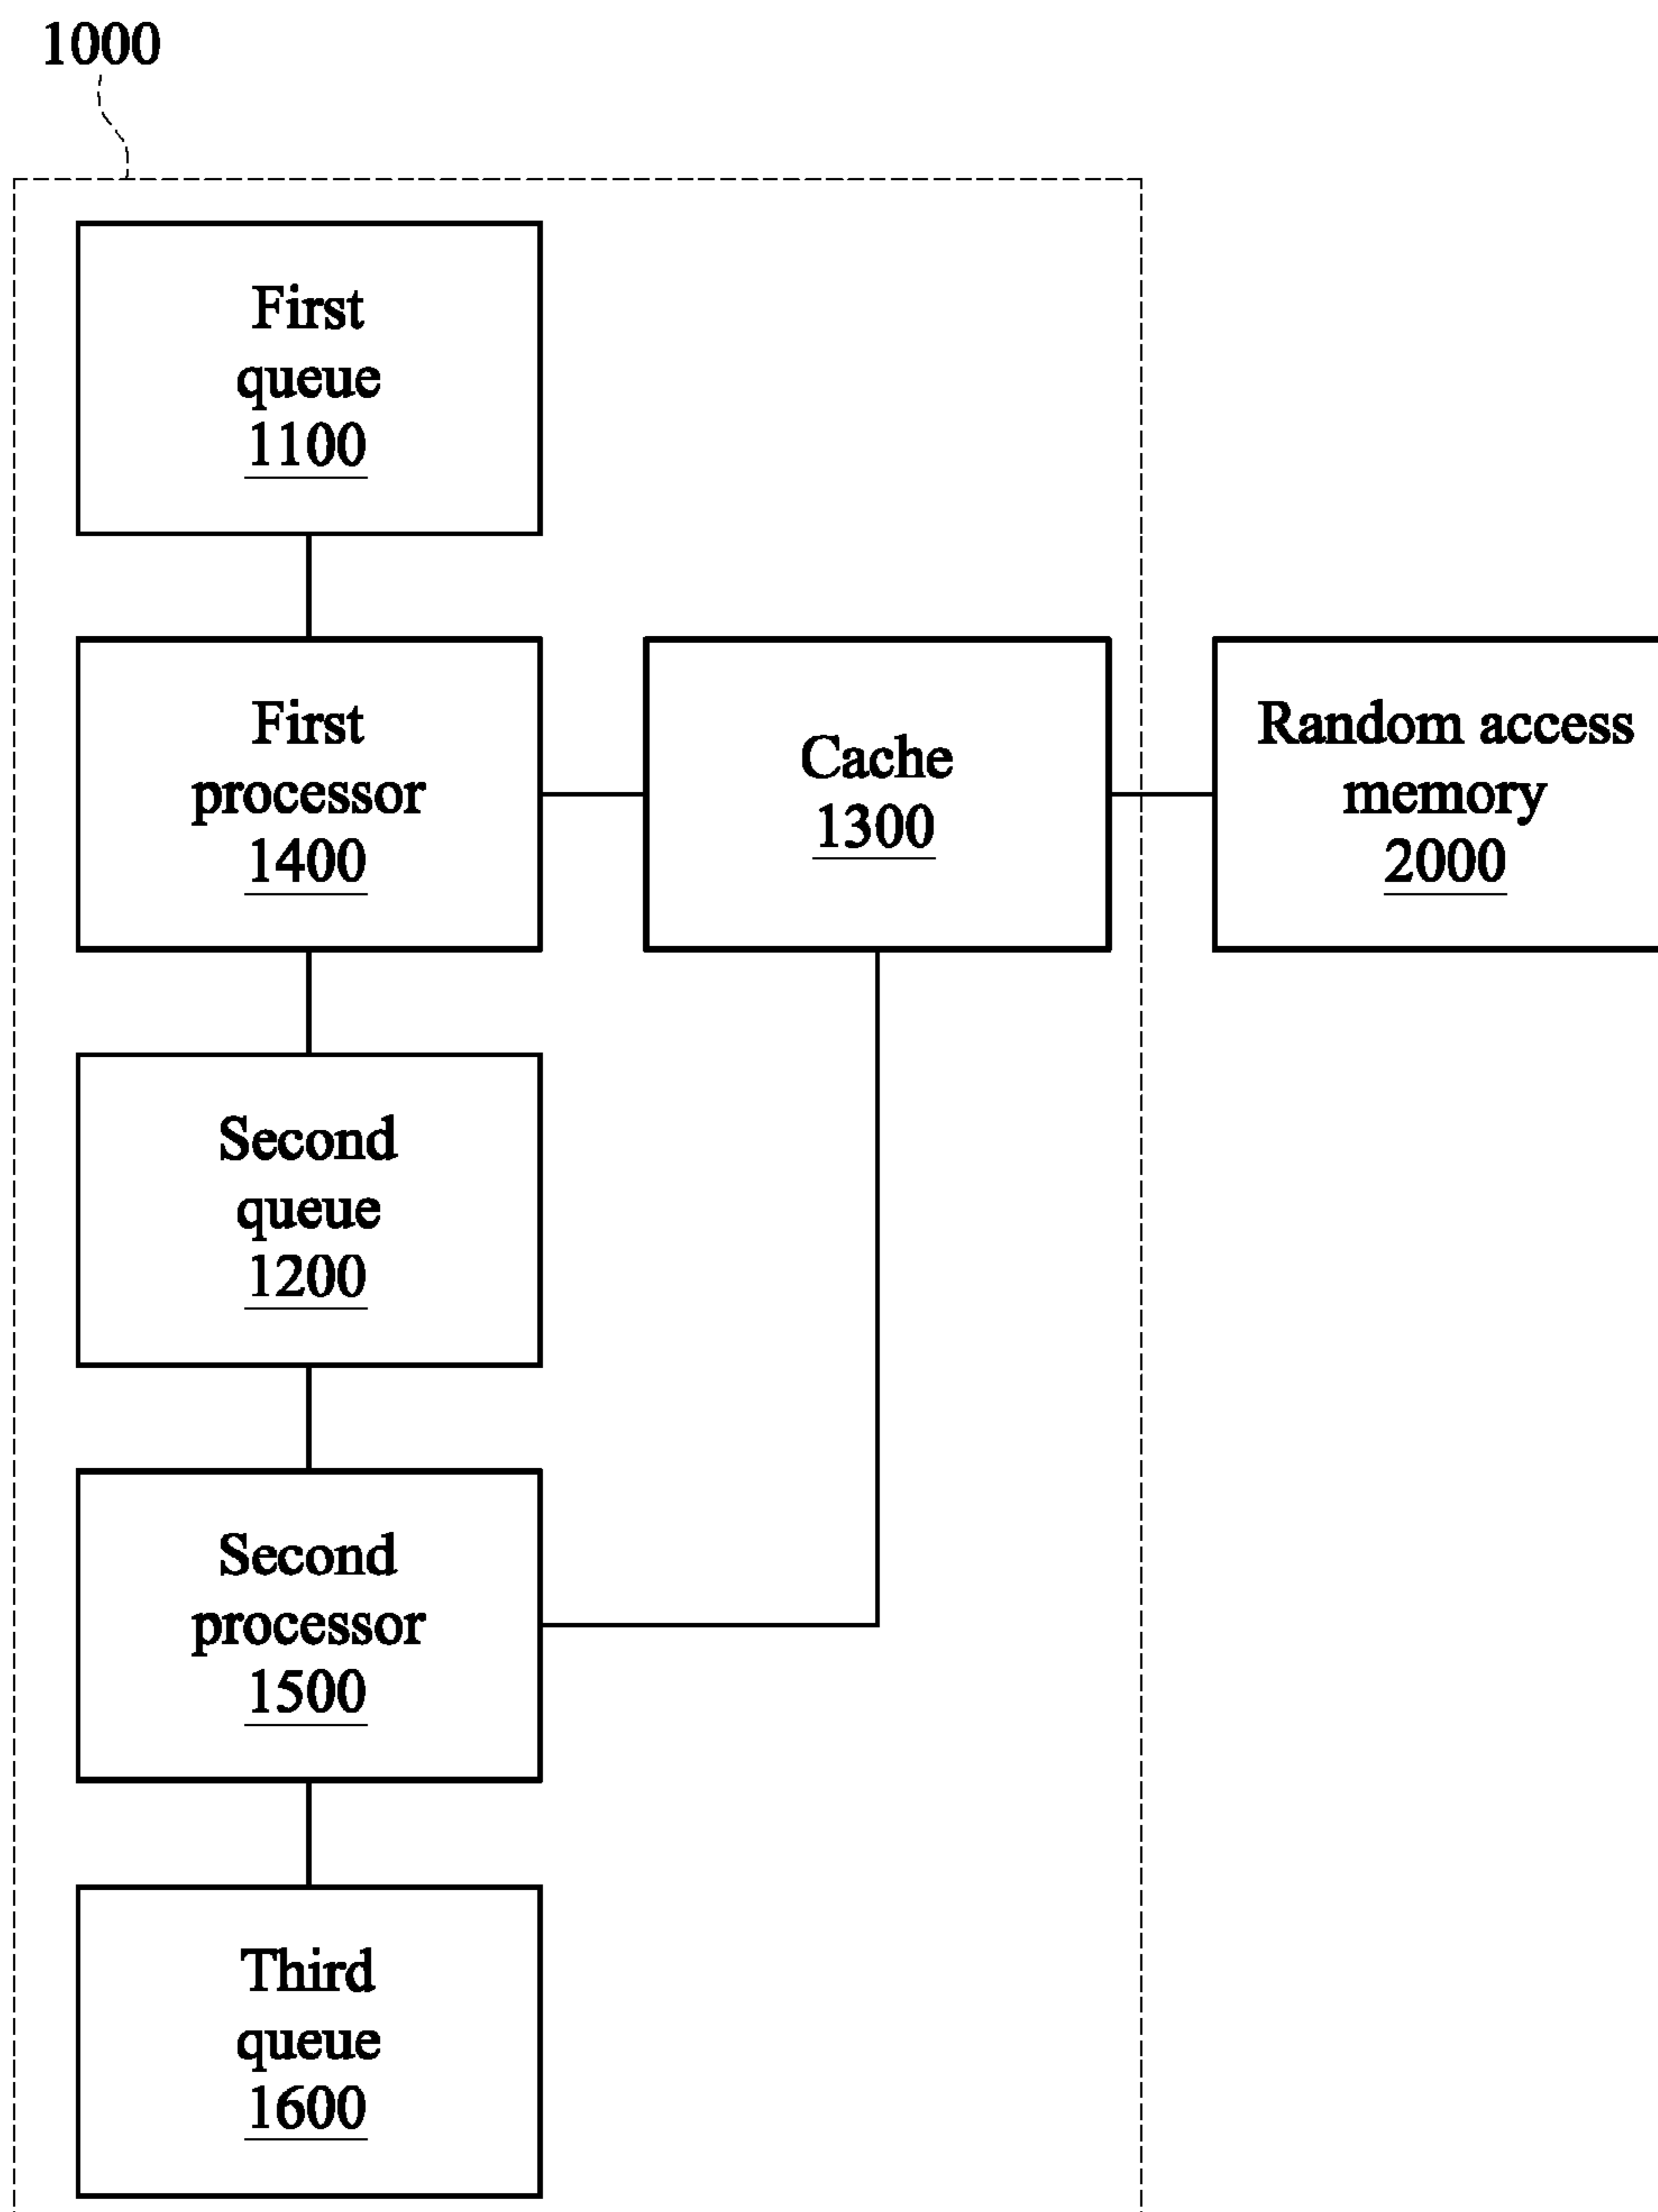 1000
First
queue
1100
First
processor
1400
Cache
1300
Random access
memory
2000
Second
queue
1200
Second
processor
1500
Third
queue
1600